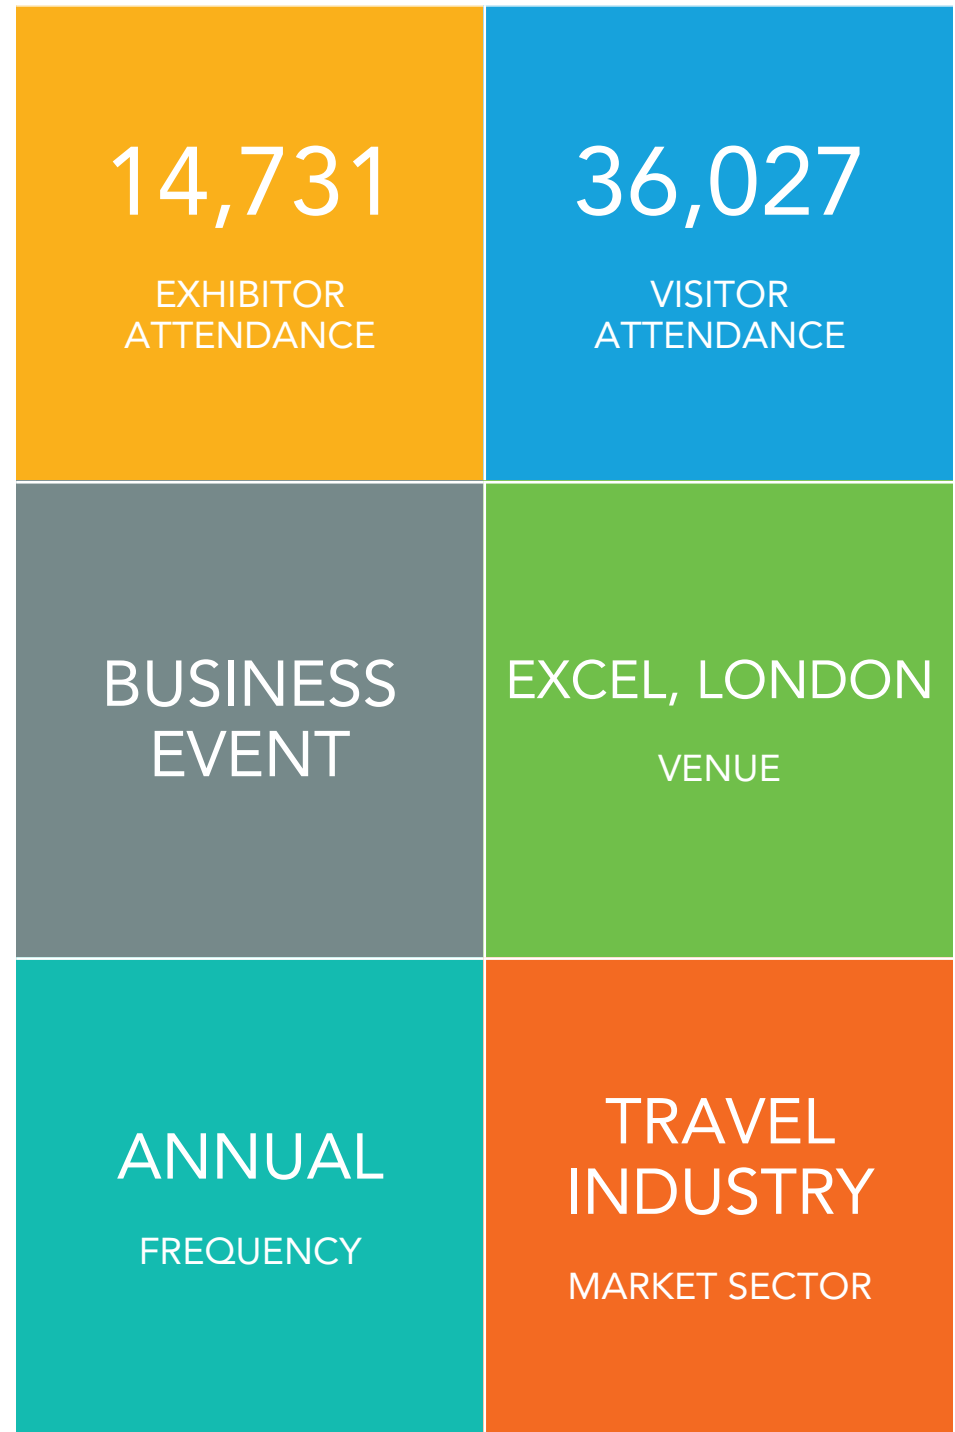 14,731
EXHIBITOR
ATTENDANCE
36,027
VISITOR
ATTENDANCE
BUSINESS
EVENT
EXCEL, LONDON
VENUE
ANNUAL
FREQUENCY
TRAVEL
INDUSTRY
MARKET SECTOR